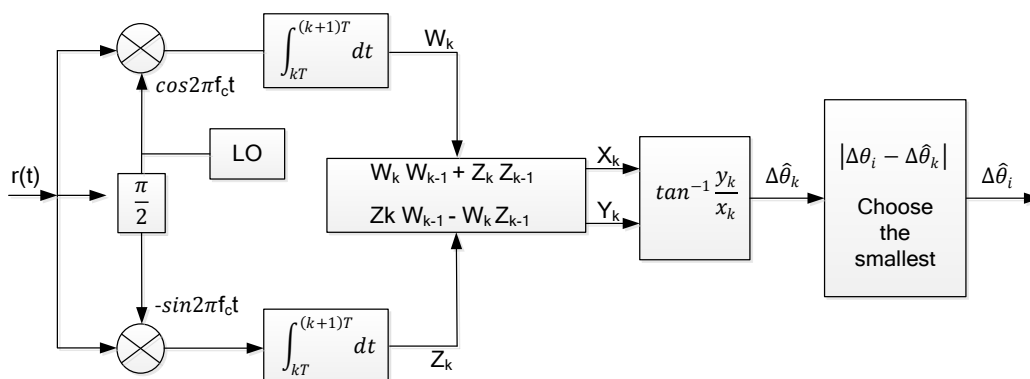 ∫_{kT}^{(k+1)T} dt
W_k
cos2πf_ct
LO
r(t)
π/2
W_k W_{k-1} + Z_k Z_{k-1}
Zk W_{k-1} - W_k Z_{k-1}
X_k
Y_k
tan^{-1} y_k/x_k
Δθ̂_k
|Δθ_i − Δθ̂_k|
Choose
the
smallest
Δθ̂_i
-sin2πf_ct
∫_{kT}^{(k+1)T} dt
Z_k